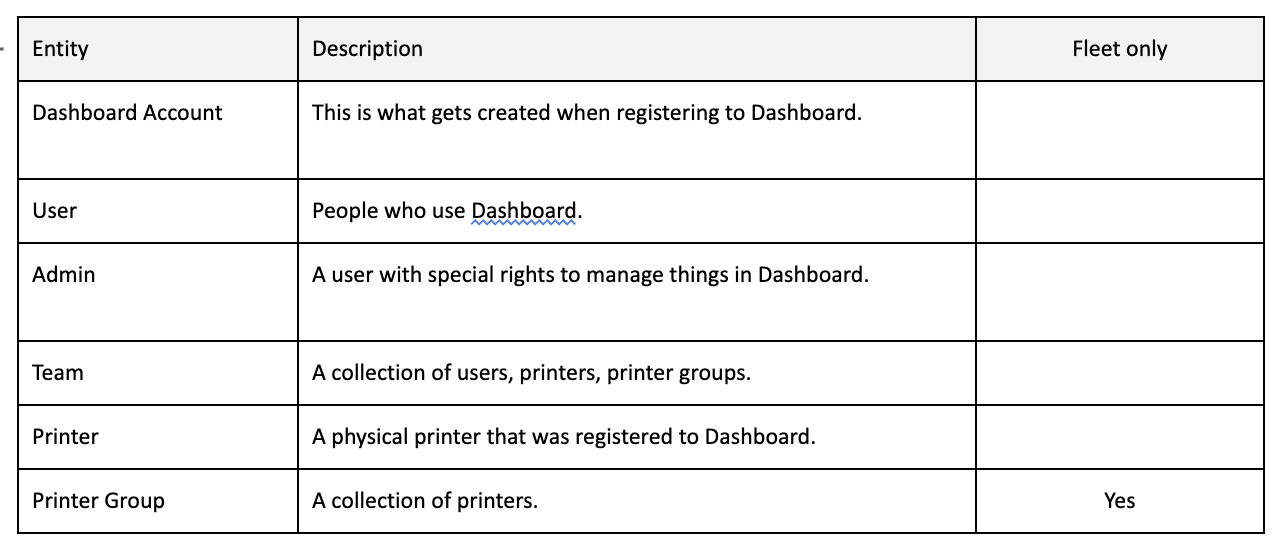 Entity Description Fleet only
Dashboard Account This is what gets created when registering to Dashboard.
User People who use Dashboard.
Admin A user with special rights to manage things in Dashboard.
Team A collection of users, printers, printer groups.
Printer A physical printer that was registered to Dashboard.
Printer Group A collection of printers. Yes